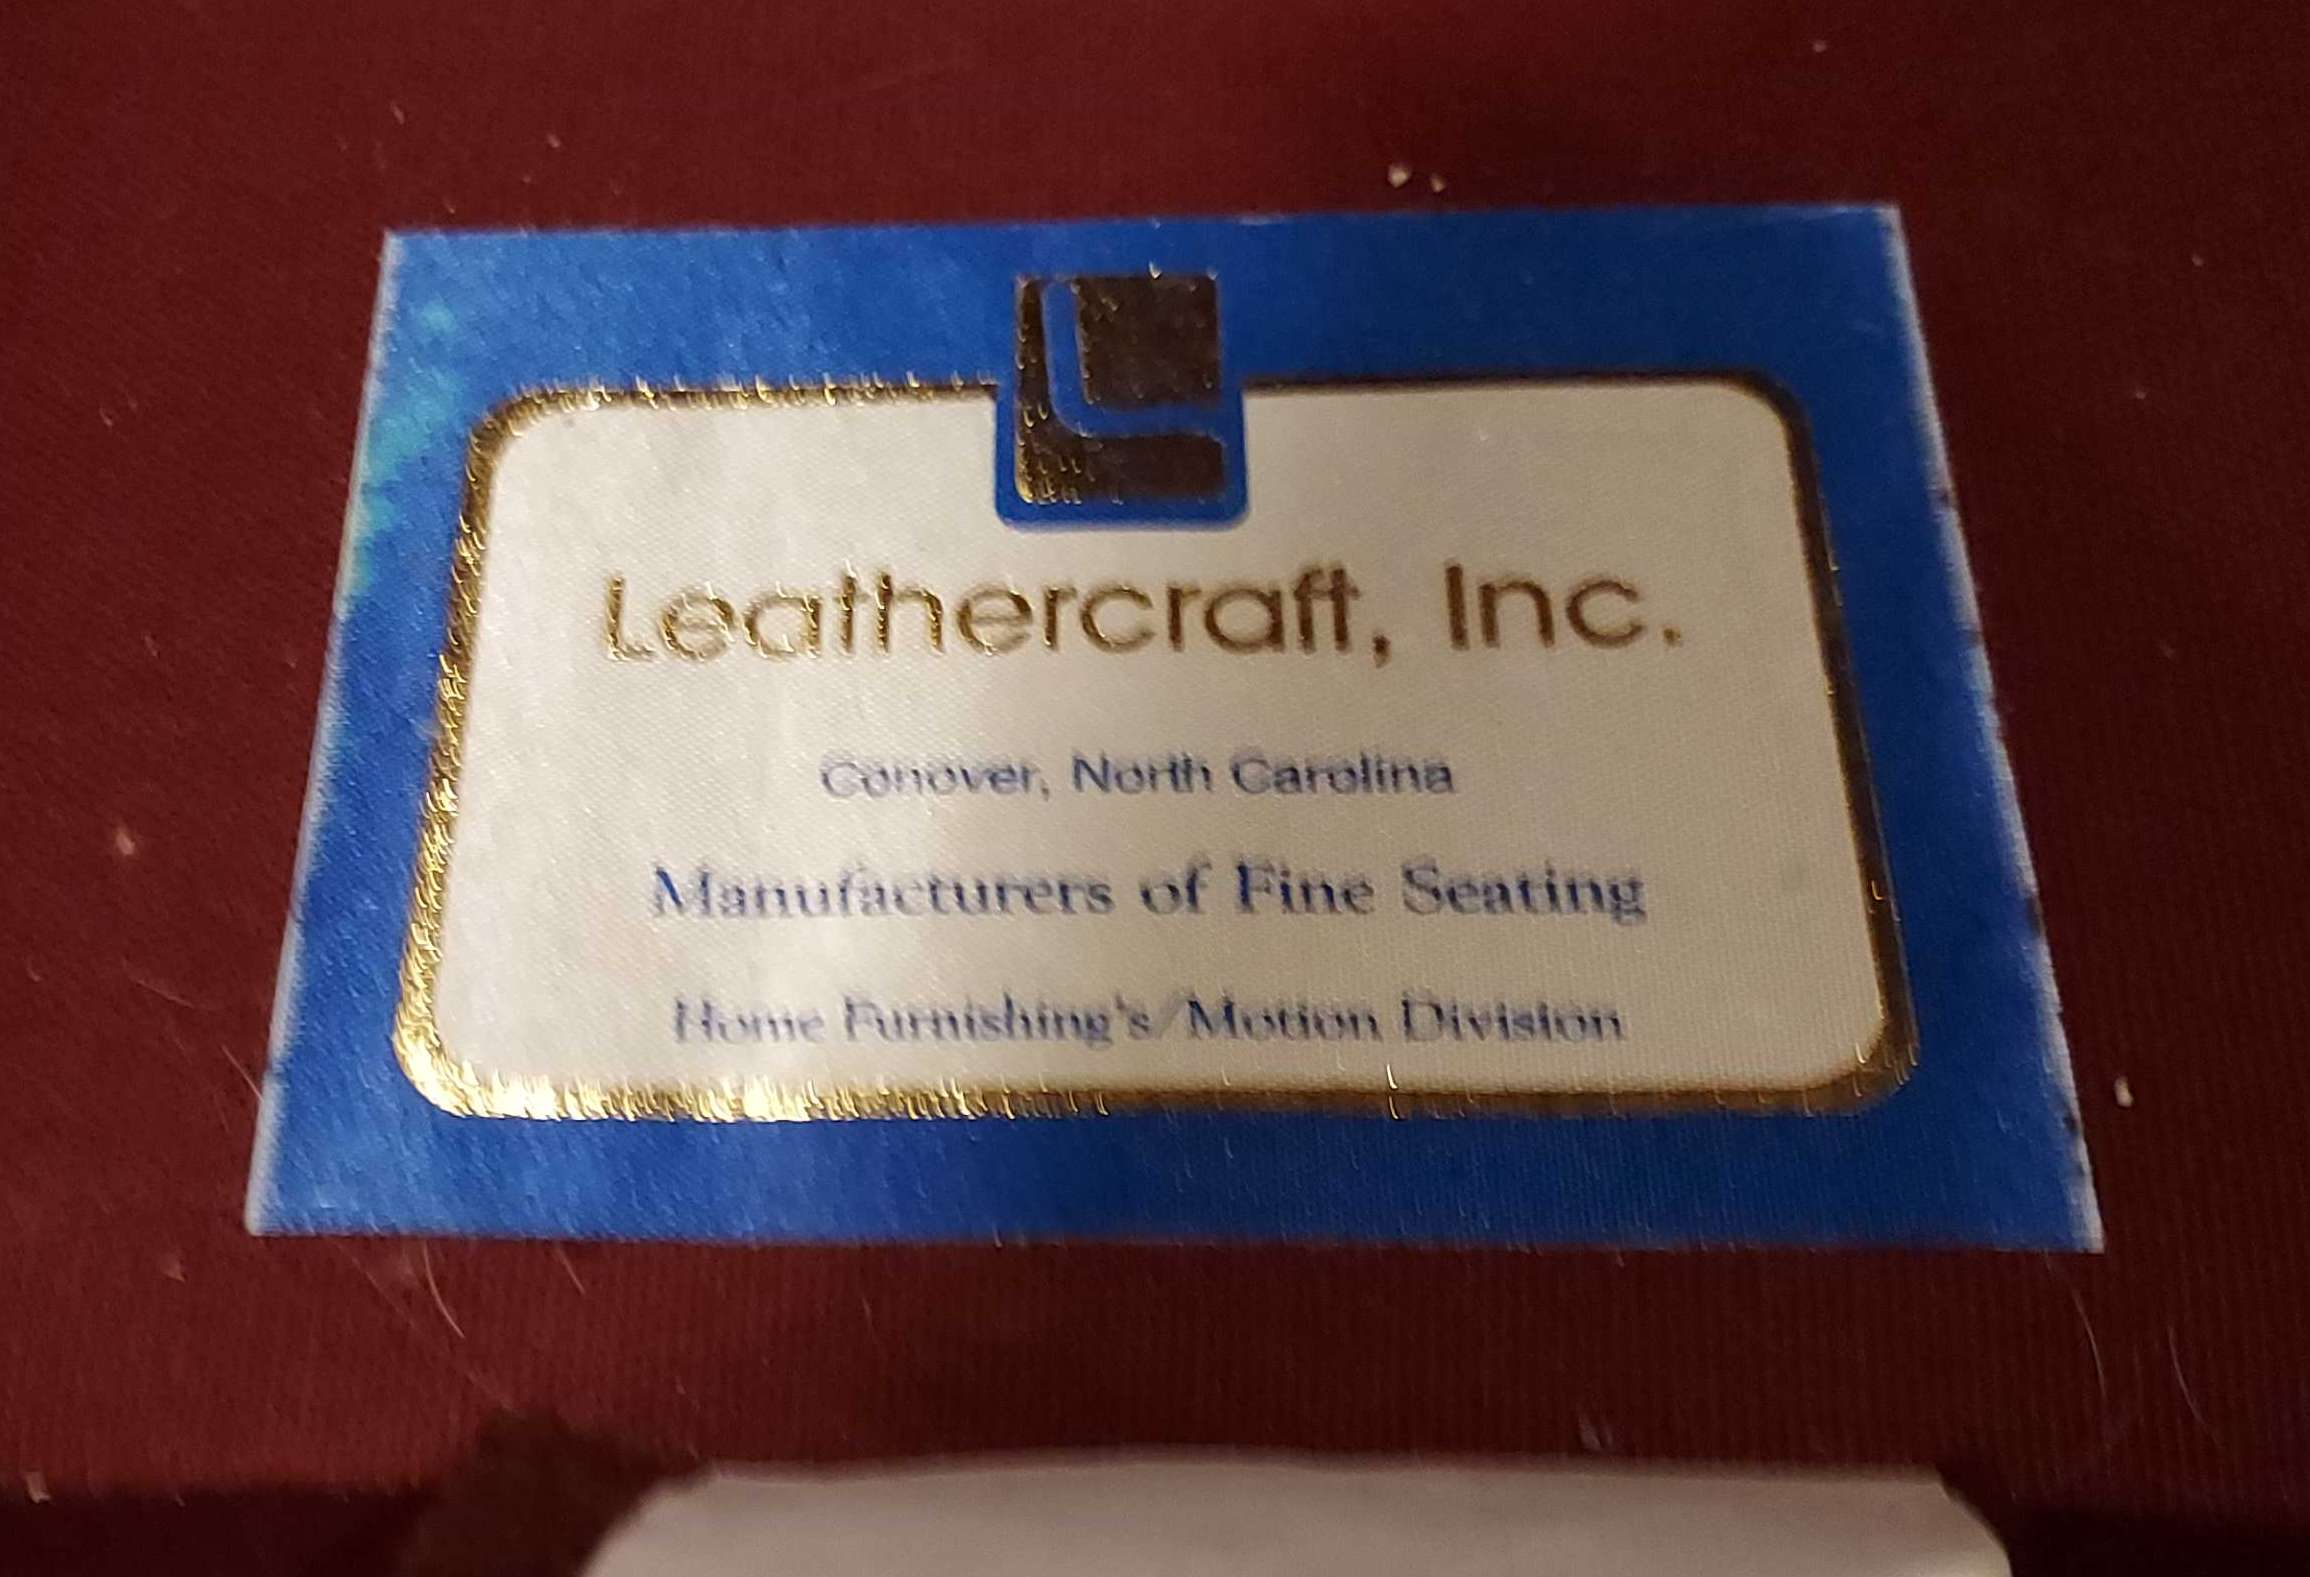 Leathercraft, Inc.
Conover, North Carolina
Manufacturers of Fine Seating
Home Furnishing's/Motion Division